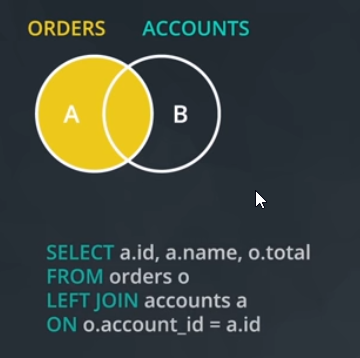 ORDERS ACCOUNTS
A B
SELECT a.id, a.name, o.total
FROM orders o
LEFT JOIN accounts a
ON o.account_id = a.id